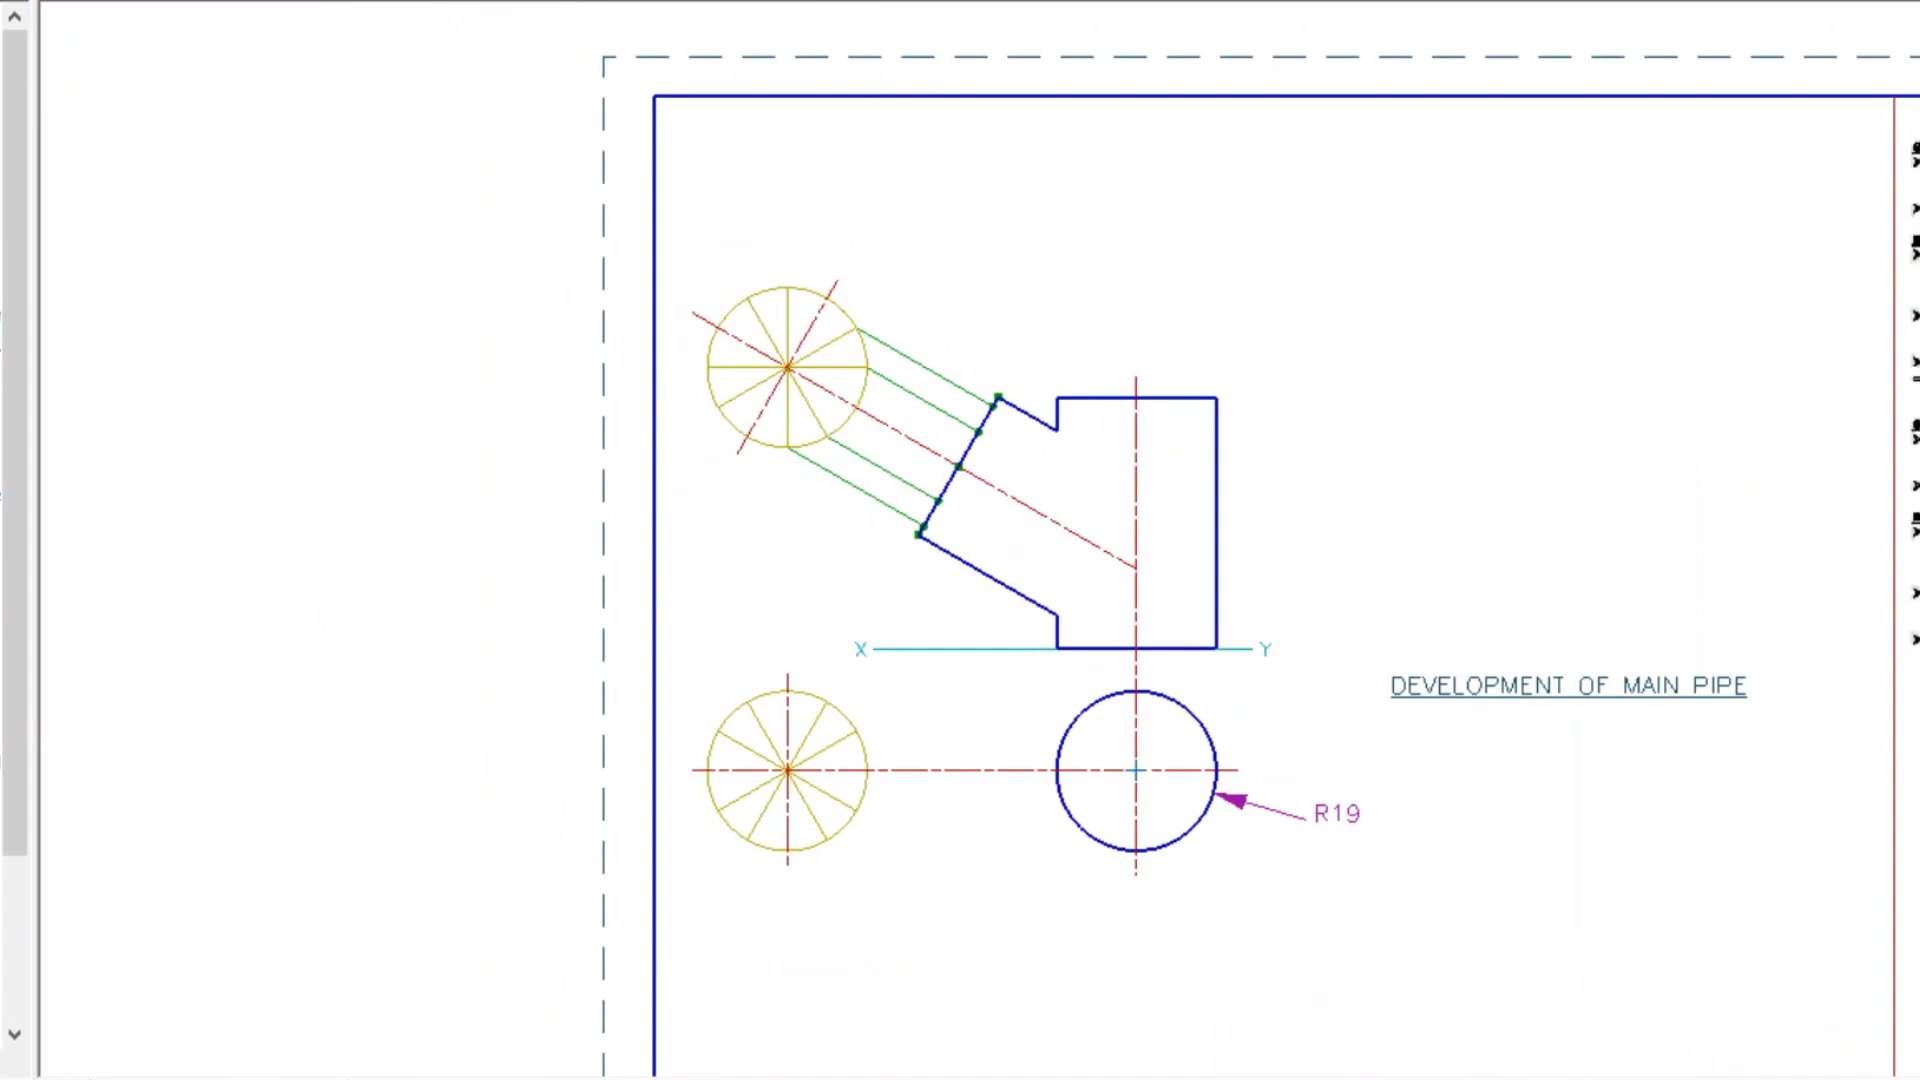 X Y
DEVELOPMENT OF MAIN PIPE
R19